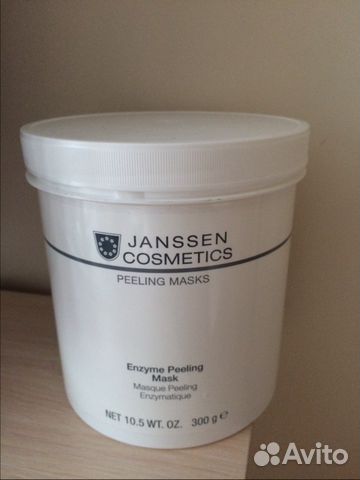 JANSSEN
COSMETICS
PEELING MASKS
Enzyme Peeling
Mask
Masque Peeling
Enzymatique
NET 10.5 WT. OZ. 300 g ℮
Avito